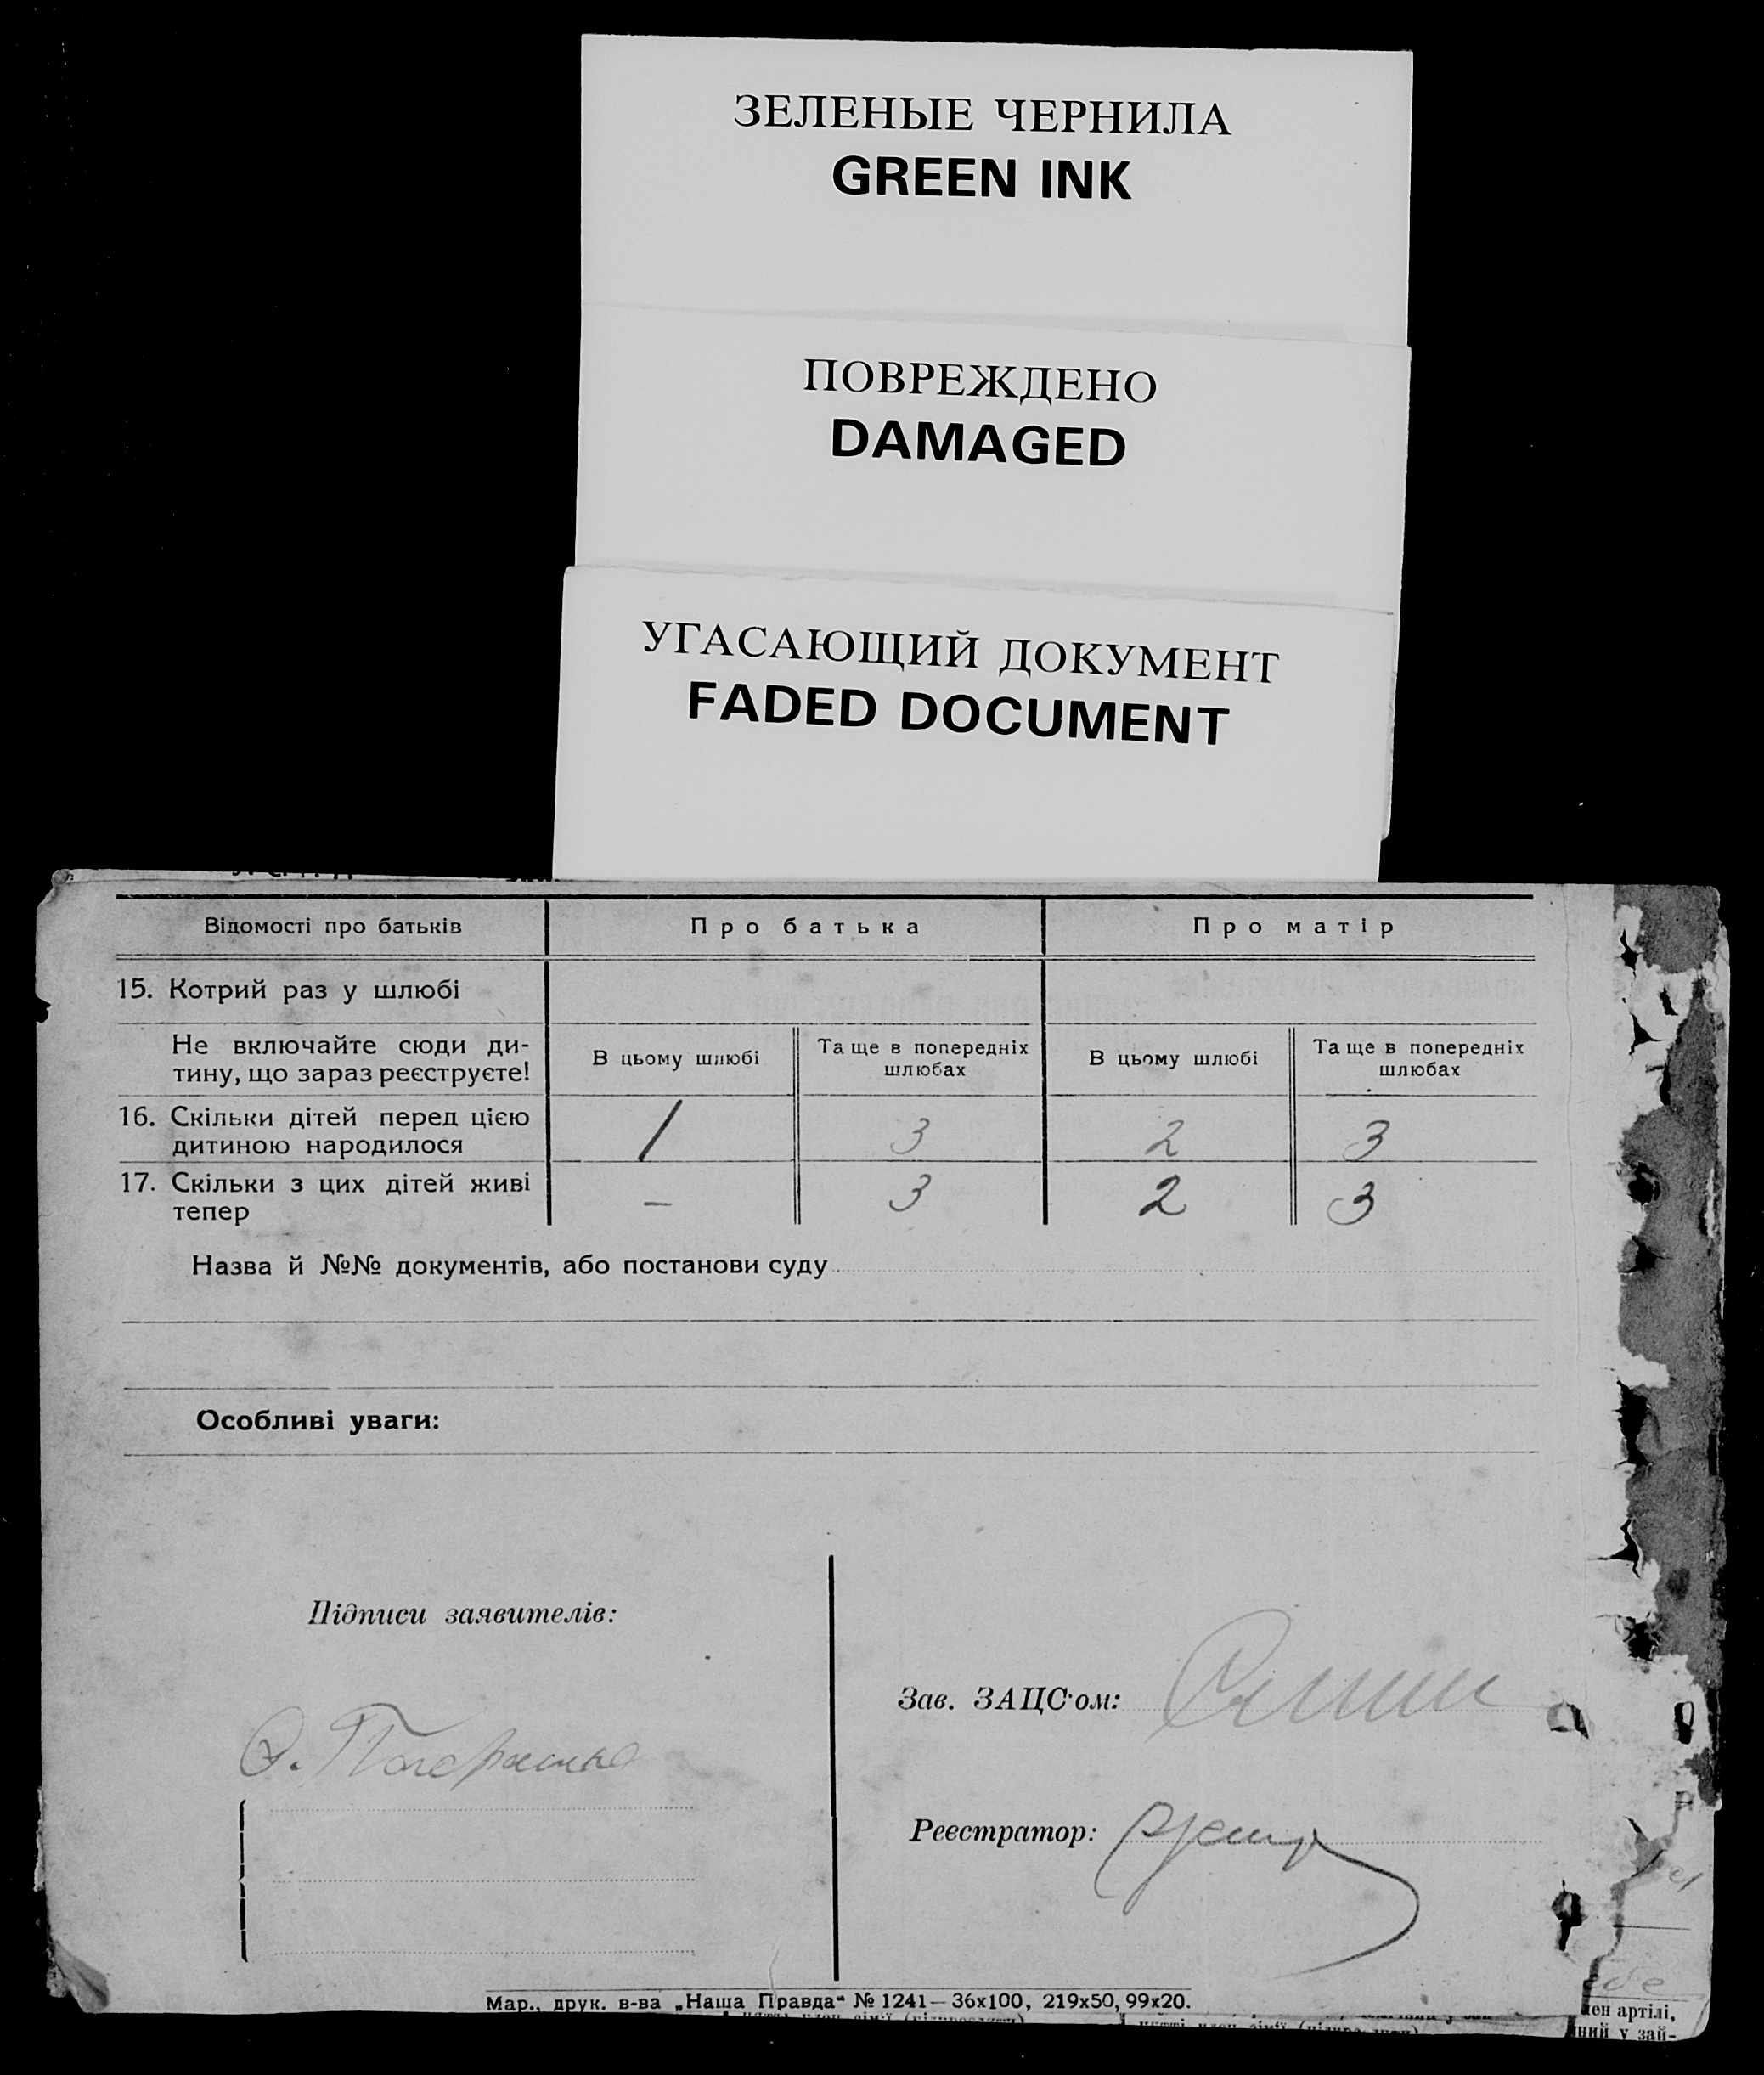 ЗЕЛЕНЫЕ ЧЕРНИЛА
GREEN INK
ПОВРЕЖДЕНО
DAMAGED
УГАСАЮЩИЙ ДОКУМЕНТ
FADED DOCUMENT
Відомості про батьків Про батька Про матір
15. Котрий раз у шлюбі
Не включайте сюди ди-
тину, що зараз реєструєте!
В цьому шлюбі
Та ще в попередніх
шлюбах
В цьому шлюбі
Та ще в попередніх
шлюбах
16. Скільки дітей перед цією
дитиною народилося
1 3 2 3
17. Скільки з цих дітей живі
тепер
— 3 2 3
Назва й №№ документів, або постанови суду
Особливі уваги:
Підписи заявителів:
Зав. ЗАЦС'ом:
Реєстратор:
Мар., друк. в-ва „Наша Правда“ № 1241—36х100, 219х50, 99х20.
артілі,
у зай-